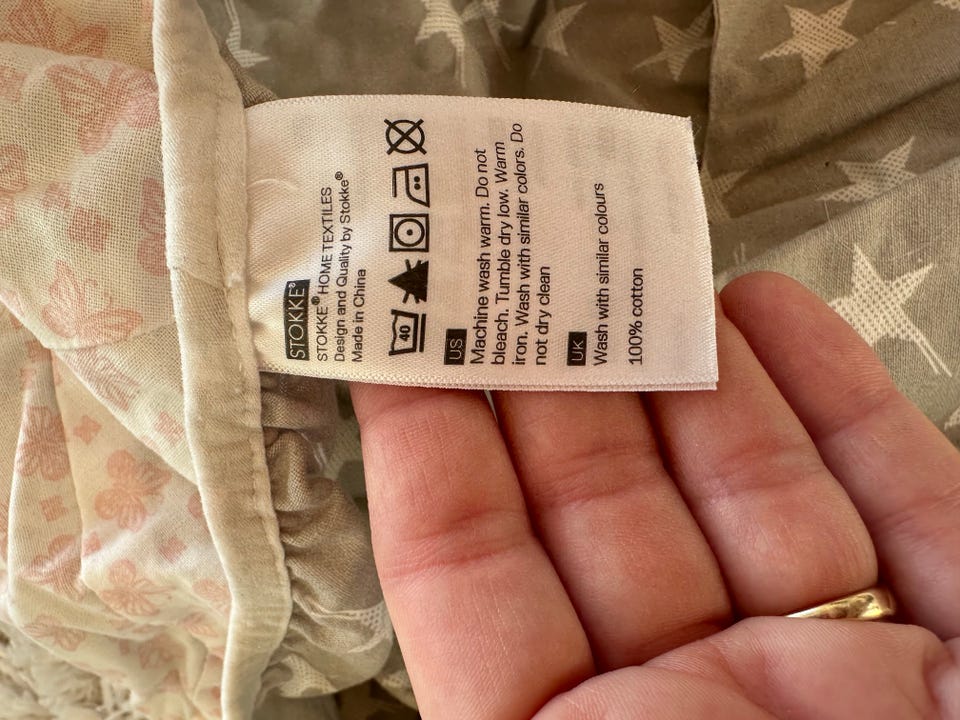 STOKKE®
STOKKE® HOME TEXTILES
Design and Quality by Stokke®
Made in China
40
US
Machine wash warm. Do not
bleach. Tumble dry low. Warm
iron. Wash with similar colors. Do
not dry clean
UK
Wash with similar colours
100% cotton